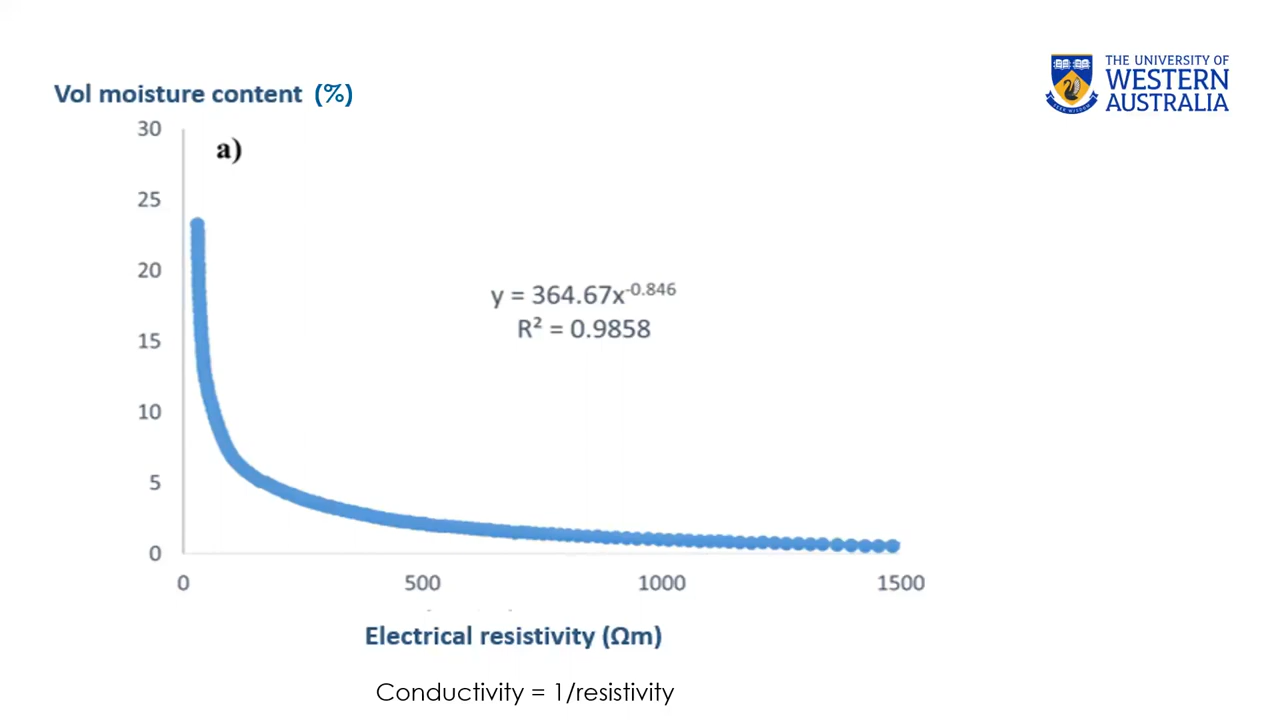 THE UNIVERSITY OF
WESTERN
AUSTRALIA
Vol moisture content (%)
30
a)
25
20
15
10
5
0
y = 364.67x⁻⁰·⁸⁴⁶
R² = 0.9858
0 500 1000 1500
Electrical resistivity (Ωm)
Conductivity = 1/resistivity